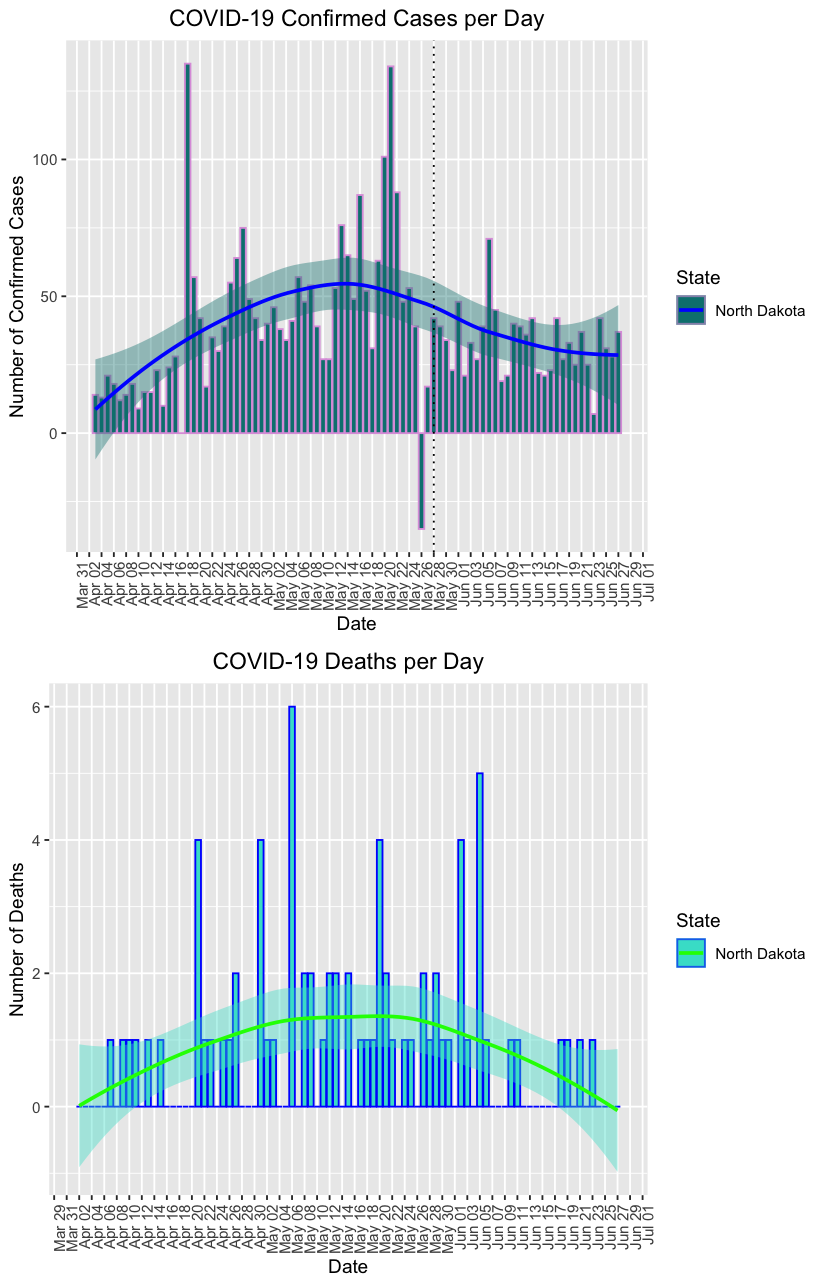 COVID-19 Confirmed Cases per Day
Number of Confirmed Cases
100
50
0
Mar 31
Apr 02
Apr 04
Apr 06
Apr 08
Apr 10
Apr 12
Apr 14
Apr 16
Apr 18
Apr 20
Apr 22
Apr 24
Apr 26
Apr 28
Apr 30
May 02
May 04
May 06
May 08
May 10
May 12
May 14
May 16
May 18
May 20
May 22
May 24
May 26
May 28
May 30
Jun 01
Jun 03
Jun 05
Jun 07
Jun 09
Jun 11
Jun 13
Jun 15
Jun 17
Jun 19
Jun 21
Jun 23
Jun 25
Jun 27
Jun 29
Jul 01
Date
State
North Dakota
COVID-19 Deaths per Day
Number of Deaths
6
4
2
0
Mar 29
Mar 31
Apr 02
Apr 04
Apr 06
Apr 08
Apr 10
Apr 12
Apr 14
Apr 16
Apr 18
Apr 20
Apr 22
Apr 24
Apr 26
Apr 28
Apr 30
May 02
May 04
May 06
May 08
May 10
May 12
May 14
May 16
May 18
May 20
May 22
May 24
May 26
May 28
May 30
Jun 01
Jun 03
Jun 05
Jun 07
Jun 09
Jun 11
Jun 13
Jun 15
Jun 17
Jun 19
Jun 21
Jun 23
Jun 25
Jun 27
Jun 29
Jul 01
Date
State
North Dakota